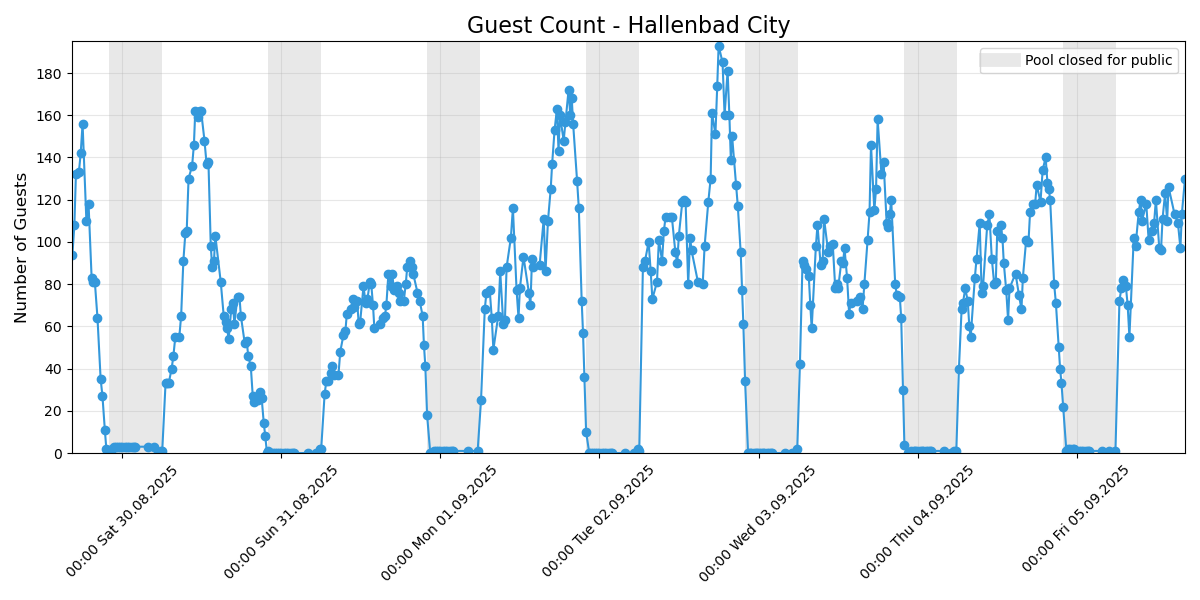 Guest Count - Hallenbad City
Pool closed for public
Number of Guests
180
160
140
120
100
80
60
40
20
0
00:00 Sat 30.08.2025
00:00 Sun 31.08.2025
00:00 Mon 01.09.2025
00:00 Tue 02.09.2025
00:00 Wed 03.09.2025
00:00 Thu 04.09.2025
00:00 Fri 05.09.2025